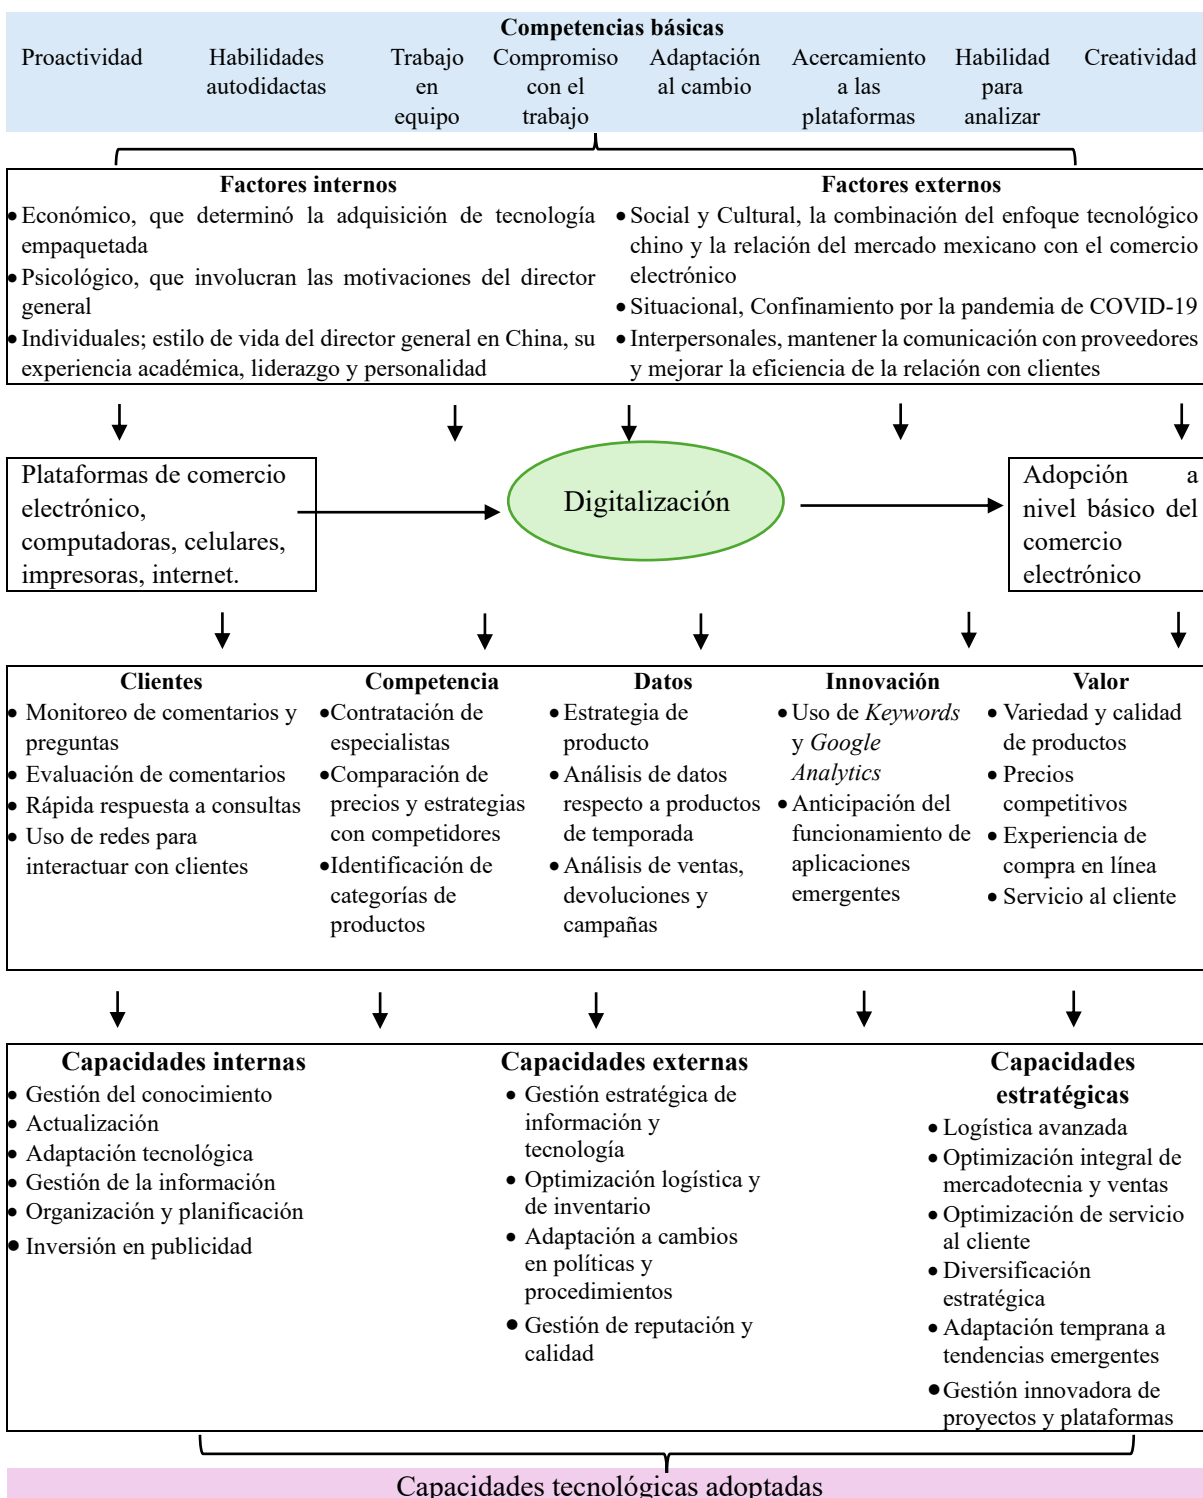 Competencias básicas
Proactividad
Habilidades
autodidactas
Trabajo
en
equipo
Compromiso
con el
trabajo
Adaptación
al cambio
Acercamiento
a las
plataformas
Habilidad
para
analizar
Creatividad
Factores internos
• Económico, que determinó la adquisición de tecnología
empaquetada
• Psicológico, que involucran las motivaciones del director
general
• Individuales; estilo de vida del director general en China, su
experiencia académica, liderazgo y personalidad
Factores externos
• Social y Cultural, la combinación del enfoque tecnológico
chino y la relación del mercado mexicano con el comercio
electrónico
• Situacional, Confinamiento por la pandemia de COVID-19
• Interpersonales, mantener la comunicación con proveedores
y mejorar la eficiencia de la relación con clientes
Plataformas de comercio
electrónico,
computadoras, celulares,
impresoras, internet.
Digitalización
Adopción a
nivel básico del
comercio
electrónico
Clientes
• Monitoreo de comentarios y
preguntas
• Evaluación de comentarios
• Rápida respuesta a consultas
• Uso de redes para
interactuar con clientes
Competencia
• Contratación de
especialistas
• Comparación de
precios y estrategias
con competidores
• Identificación de
categorías de
productos
Datos
• Estrategia de
producto
• Análisis de datos
respecto a productos
de temporada
• Análisis de ventas,
devoluciones y
campañas
Innovación
• Uso de Keywords
y Google
Analytics
• Anticipación del
funcionamiento de
aplicaciones
emergentes
Valor
• Variedad y calidad
de productos
• Precios
competitivos
• Experiencia de
compra en línea
• Servicio al cliente
Capacidades internas
• Gestión del conocimiento
• Actualización
• Adaptación tecnológica
• Gestión de la información
• Organización y planificación
• Inversión en publicidad
Capacidades externas
• Gestión estratégica de
información y
tecnología
• Optimización logística y
de inventario
• Adaptación a cambios
en políticas y
procedimientos
• Gestión de reputación y
calidad
Capacidades
estratégicas
• Logística avanzada
• Optimización integral de
mercadotecnia y ventas
• Optimización de servicio
al cliente
• Diversificación
estratégica
• Adaptación temprana a
tendencias emergentes
• Gestión innovadora de
proyectos y plataformas
Capacidades tecnológicas adoptadas